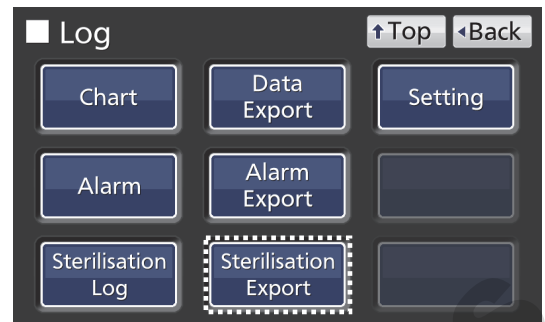 Log
↑Top
◂Back
Chart
Data
Export
Setting
Alarm
Alarm
Export
Sterilisation
Log
Sterilisation
Export